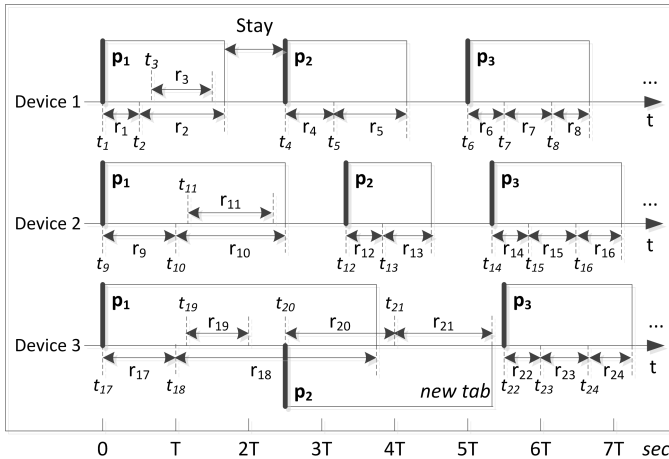 Stay
p1 t3 r3 p2 p3 ...
Device 1 t
r1 r2 r4 r5 r6 r7 r8
t1 t2 t4 t5 t6 t7 t8
p1 t11 r11 p2 p3 ...
Device 2 t
r9 r10 r12 r13 r14 r15 r16
t9 t10 t12 t13 t14 t15 t16
p1 t19 r19 t20 r20 t21 r21 p3 ...
Device 3 t
r17 r18 r22 r23 r24
t17 t18 p2 new tab t22 t23 t24
0 T 2T 3T 4T 5T 6T 7T sec